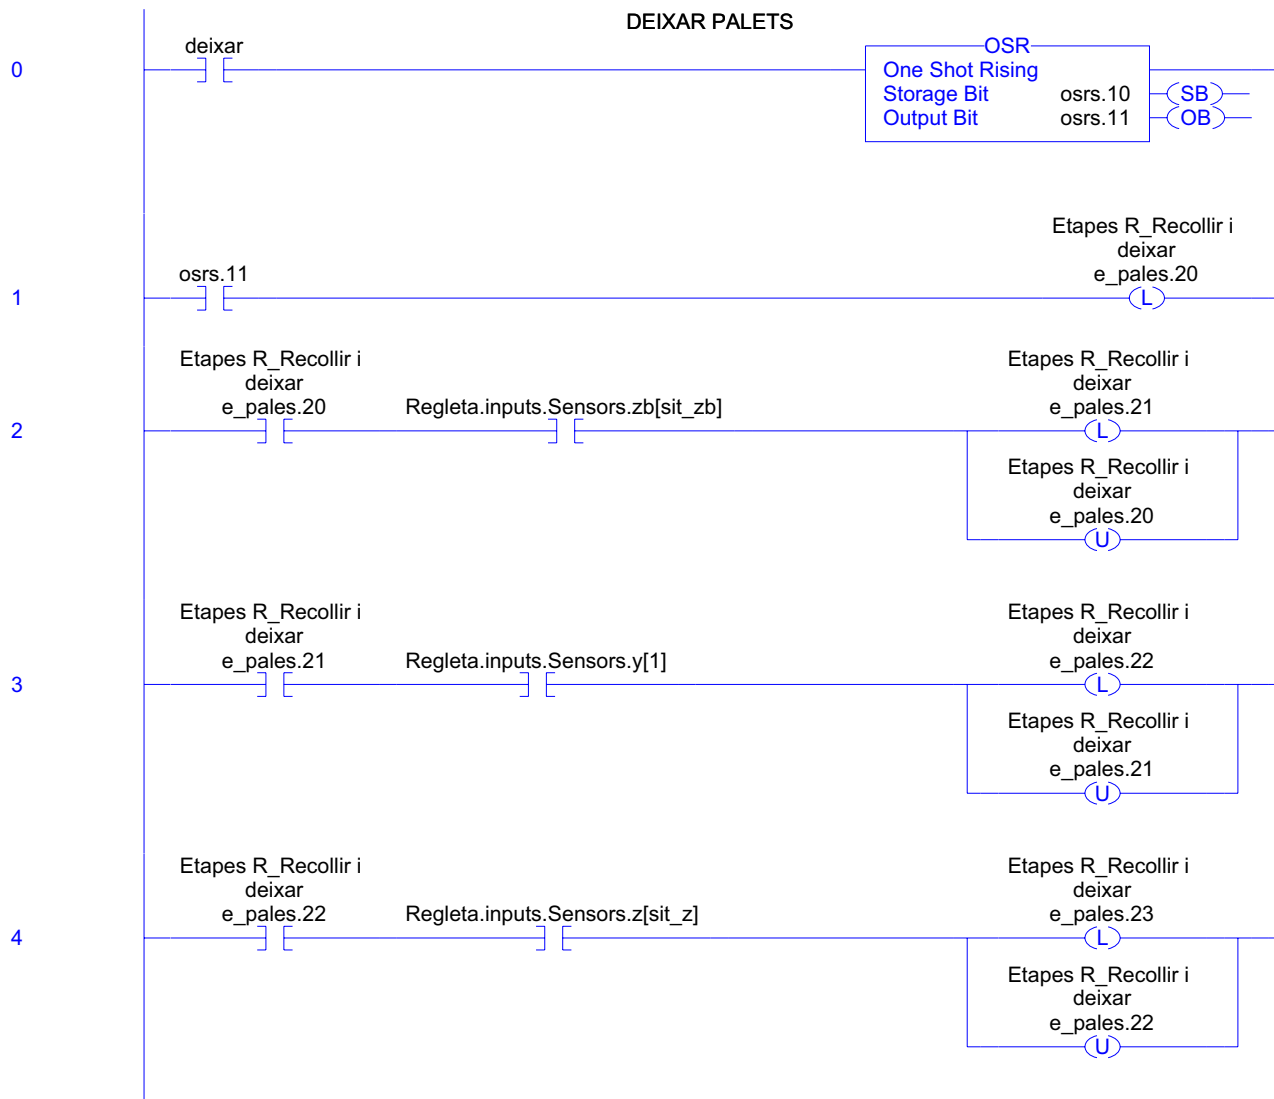 DEIXAR PALETS
0
deixar
OSR
One Shot Rising
Storage Bit osrs.10
Output Bit osrs.11
SB
OB
1
osrs.11
Etapes R_Recollir i
deixar
e_pales.20
L
2
Etapes R_Recollir i
deixar
e_pales.20
Regleta.inputs.Sensors.zb[sit_zb]
Etapes R_Recollir i
deixar
e_pales.21
L
Etapes R_Recollir i
deixar
e_pales.20
U
3
Etapes R_Recollir i
deixar
e_pales.21
Regleta.inputs.Sensors.y[1]
Etapes R_Recollir i
deixar
e_pales.22
L
Etapes R_Recollir i
deixar
e_pales.21
U
4
Etapes R_Recollir i
deixar
e_pales.22
Regleta.inputs.Sensors.z[sit_z]
Etapes R_Recollir i
deixar
e_pales.23
L
Etapes R_Recollir i
deixar
e_pales.22
U